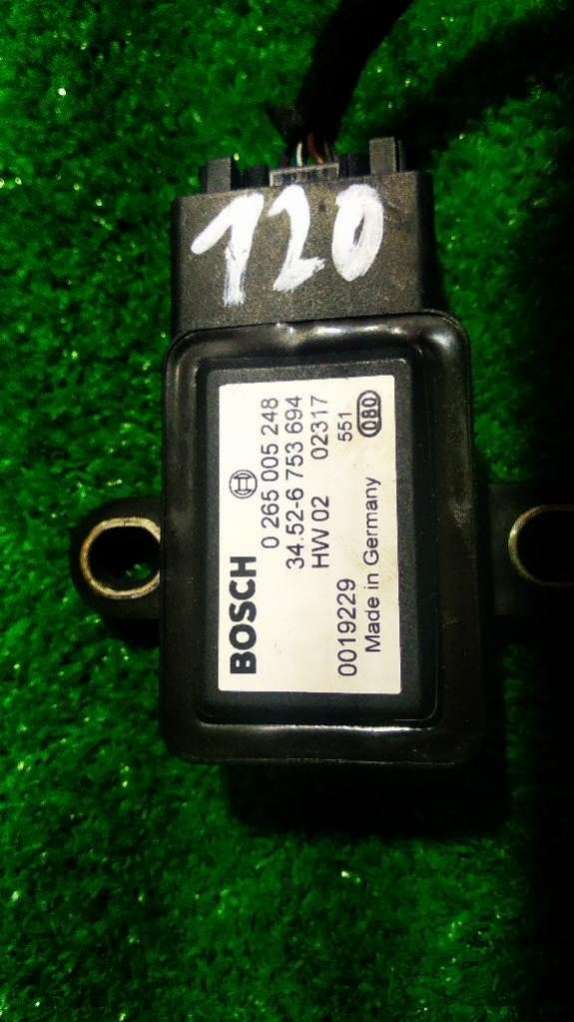 120
BOSCH
0 265 005 248
34.52-6 753 694
HW 02 02317
551
0019229
Made in Germany